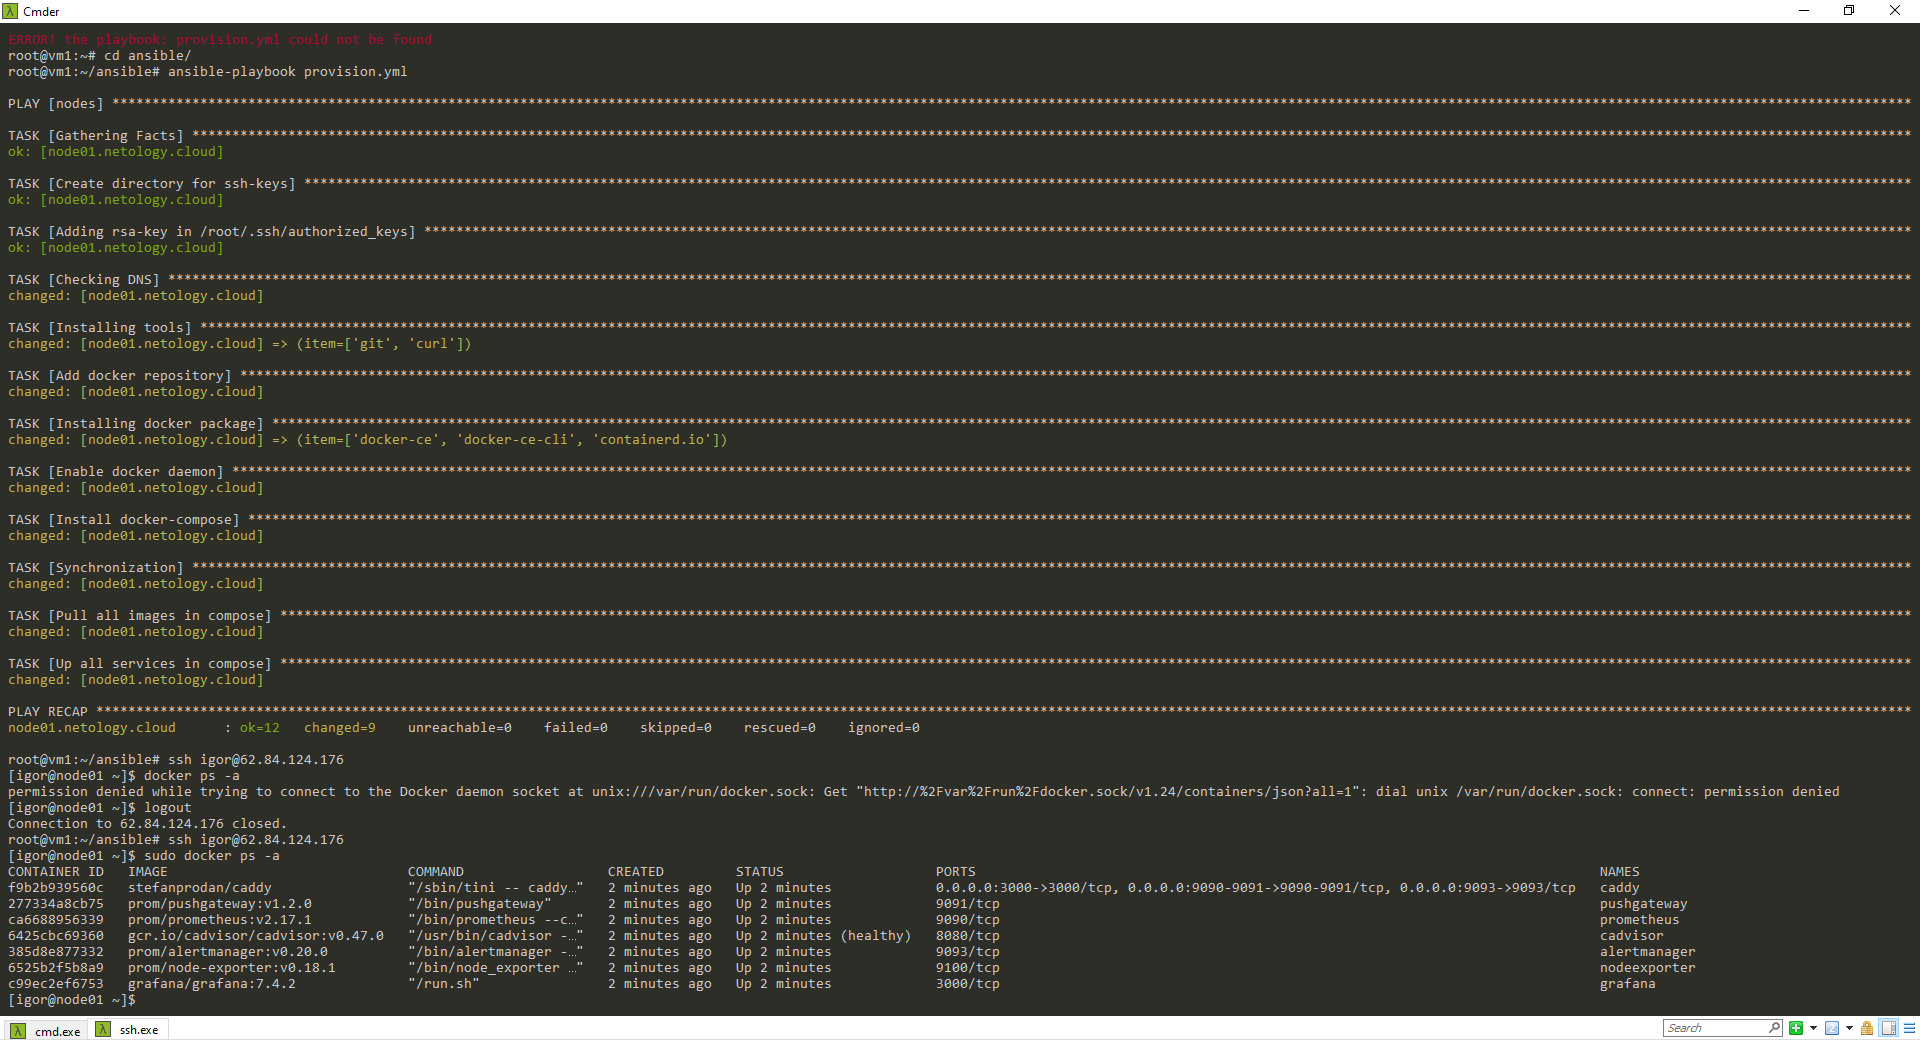 Cmder
ERROR! the playbook: provision.yml could not be found
root@vm1:~# cd ansible/
root@vm1:~/ansible# ansible-playbook provision.yml
PLAY [nodes] ****************************************************************
TASK [Gathering Facts] ****************************************************************
ok: [node01.netology.cloud]
TASK [Create directory for ssh-keys] ****************************************************************
ok: [node01.netology.cloud]
TASK [Adding rsa-key in /root/.ssh/authorized_keys] ****************************************************************
ok: [node01.netology.cloud]
TASK [Checking DNS] ****************************************************************
changed: [node01.netology.cloud]
TASK [Installing tools] ****************************************************************
changed: [node01.netology.cloud] => (item=['git', 'curl'])
TASK [Add docker repository] ****************************************************************
changed: [node01.netology.cloud]
TASK [Installing docker package] ****************************************************************
changed: [node01.netology.cloud] => (item=['docker-ce', 'docker-ce-cli', 'containerd.io'])
TASK [Enable docker daemon] ****************************************************************
changed: [node01.netology.cloud]
TASK [Install docker-compose] ****************************************************************
changed: [node01.netology.cloud]
TASK [Synchronization] ****************************************************************
changed: [node01.netology.cloud]
TASK [Pull all images in compose] ****************************************************************
changed: [node01.netology.cloud]
TASK [Up all services in compose] ****************************************************************
changed: [node01.netology.cloud]
PLAY RECAP ****************************************************************
node01.netology.cloud : ok=12 changed=9 unreachable=0 failed=0 skipped=0 rescued=0 ignored=0
root@vm1:~/ansible# ssh igor@62.84.124.176
[igor@node01 ~]$ docker ps -a
permission denied while trying to connect to the Docker daemon socket at unix:///var/run/docker.sock: Get "http://%2Fvar%2Frun%2Fdocker.sock/v1.24/containers/json?all=1": dial unix /var/run/docker.sock: connect: permission denied
[igor@node01 ~]$ logout
Connection to 62.84.124.176 closed.
root@vm1:~/ansible# ssh igor@62.84.124.176
[igor@node01 ~]$ sudo docker ps -a
CONTAINER ID IMAGE COMMAND CREATED STATUS PORTS NAMES
f9b2b939560c stefanprodan/caddy "/sbin/tini -- caddy…" 2 minutes ago Up 2 minutes 0.0.0.0:3000->3000/tcp, 0.0.0.0:9090-9091->9090-9091/tcp, 0.0.0.0:9093->9093/tcp caddy
277334a8cb75 prom/pushgateway:v1.2.0 "/bin/pushgateway" 2 minutes ago Up 2 minutes 9091/tcp pushgateway
ca6688956339 prom/prometheus:v2.17.1 "/bin/prometheus --c…" 2 minutes ago Up 2 minutes 9090/tcp prometheus
6425cbc69360 gcr.io/cadvisor/cadvisor:v0.47.0 "/usr/bin/cadvisor -…" 2 minutes ago Up 2 minutes (healthy) 8080/tcp cadvisor
385d8e877332 prom/alertmanager:v0.20.0 "/bin/alertmanager -…" 2 minutes ago Up 2 minutes 9093/tcp alertmanager
6525b2f5b8a9 prom/node-exporter:v0.18.1 "/bin/node_exporter …" 2 minutes ago Up 2 minutes 9100/tcp nodeexporter
c99ec2ef6753 grafana/grafana:7.4.2 "/run.sh" 2 minutes ago Up 2 minutes 3000/tcp grafana
[igor@node01 ~]$
cmd.exe ssh.exe Search